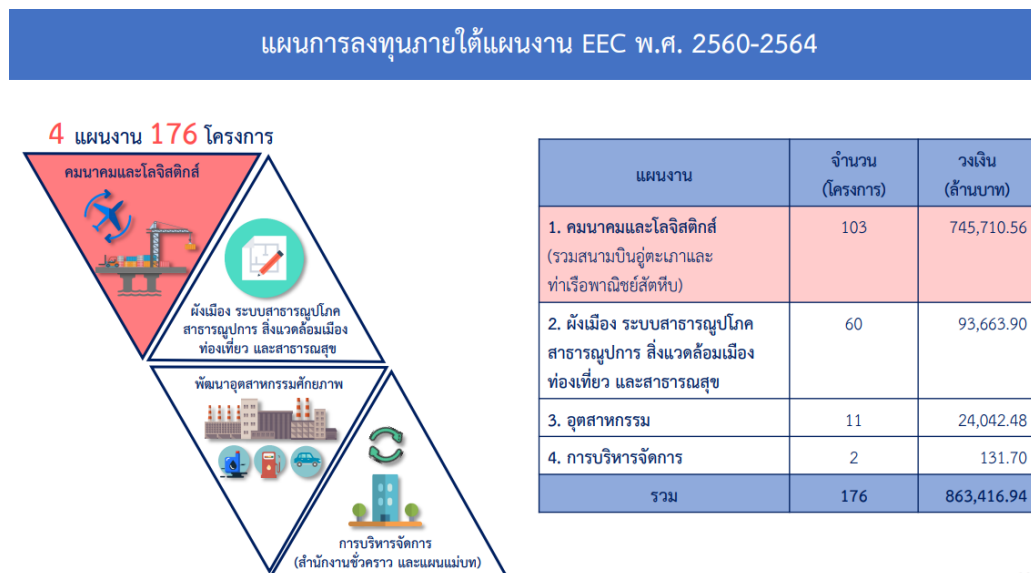 แผนการลงทุนภายใต้แผนงาน EEC พ.ศ. 2560-2564
4 แผนงาน 176 โครงการ
คมนาคมและโลจิสติกส์
ผังเมือง ระบบสาธารณูปโภค
สาธารณูปการ สิ่งแวดล้อมเมือง
ท่องเที่ยว และสาธารณสุข
พัฒนาอุตสาหกรรมศักยภาพ
การบริหารจัดการ
(สำนักงานชั่วคราว และแผนแม่บท)
แผนงาน จำนวน (โครงการ) วงเงิน (ล้านบาท)
1. คมนาคมและโลจิสติกส์ 103 745,710.56
(รวมสนามบินอู่ตะเภาและ
ท่าเรือพาณิชย์สัตหีบ)
2. ผังเมือง ระบบสาธารณูปโภค 60 93,663.90
สาธารณูปการ สิ่งแวดล้อมเมือง
ท่องเที่ยว และสาธารณสุข
3. อุตสาหกรรม 11 24,042.48
4. การบริหารจัดการ 2 131.70
รวม 176 863,416.94